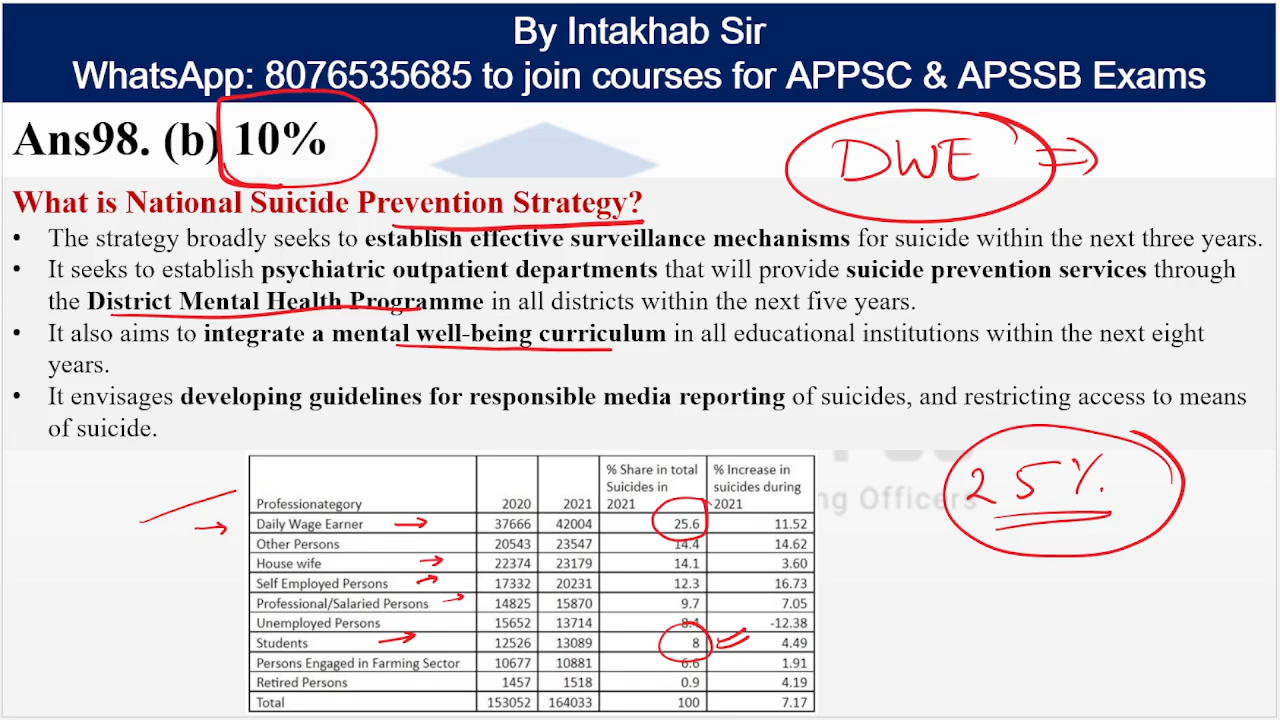 By Intakhab Sir
WhatsApp: 8076535685 to join courses for APPSC & APSSB Exams
Ans98. (b) 10%
DWE
What is National Suicide Prevention Strategy?
• The strategy broadly seeks to establish effective surveillance mechanisms for suicide within the next three years.
• It seeks to establish psychiatric outpatient departments that will provide suicide prevention services through
the District Mental Health Programme in all districts within the next five years.
• It also aims to integrate a mental well-being curriculum in all educational institutions within the next eight
years.
• It envisages developing guidelines for responsible media reporting of suicides, and restricting access to means
of suicide.
25%
ng Officers
Professionategory 2020 2021 % Share in total Suicides in 2021 % Increase in suicides during 2021
Daily Wage Earner 37666 42004 25.6 11.52
Other Persons 20543 23547 14.4 14.62
House wife 22374 23179 14.1 3.60
Self Employed Persons 17332 20231 12.3 16.73
Professional/Salaried Persons 14825 15870 9.7 7.05
Unemployed Persons 15652 13714 8.4 -12.38
Students 12526 13089 8 4.49
Persons Engaged in Farming Sector 10677 10881 6.6 1.91
Retired Persons 1457 1518 0.9 4.19
Total 153052 164033 100 7.17